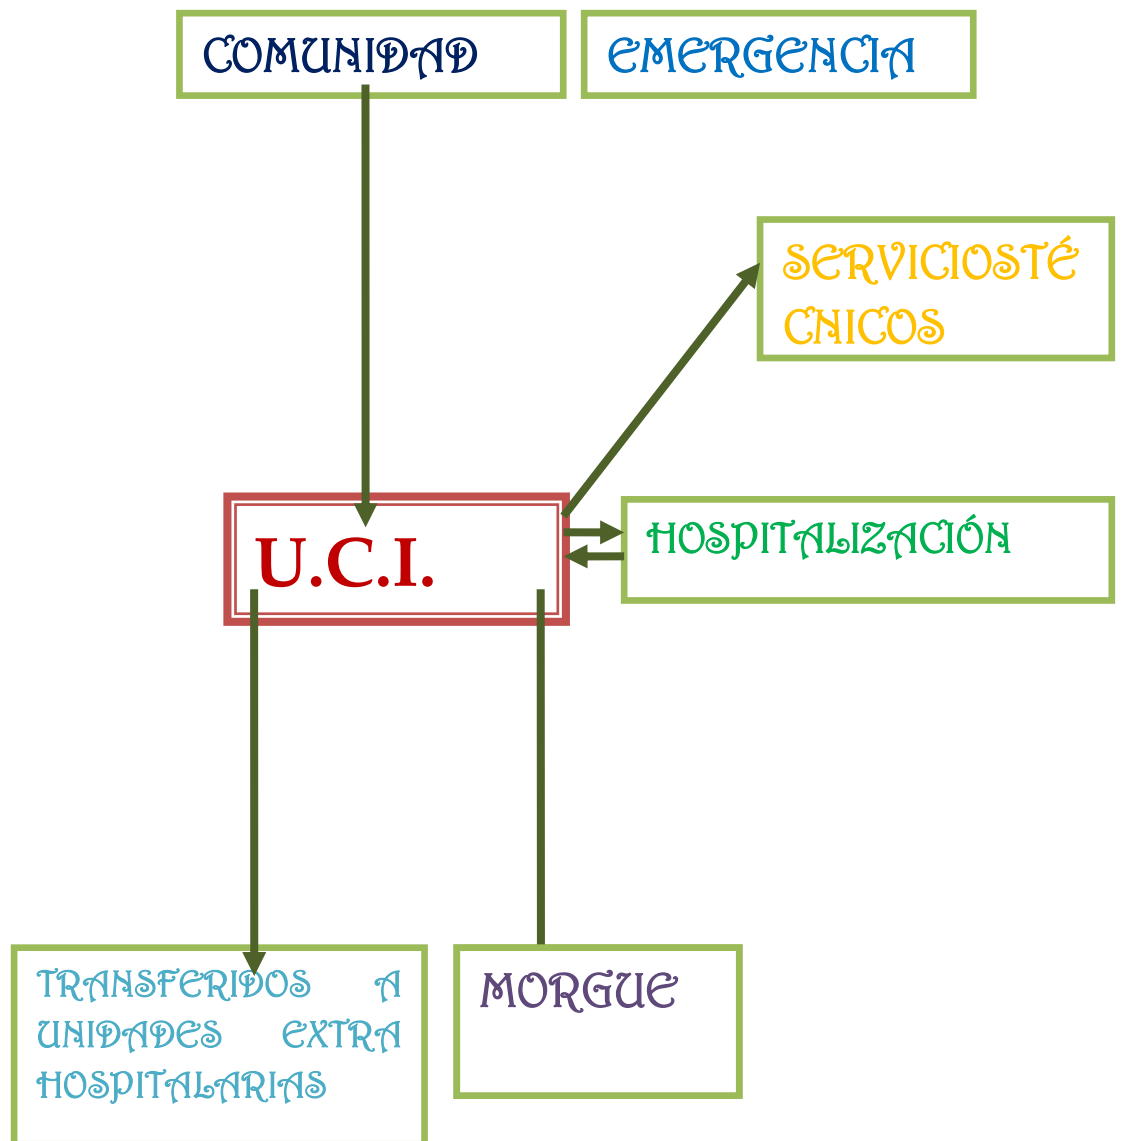 COMUNIDAD
EMERGENCIA
SERVICIOSTÉ
CNICOS
U.C.I.
HOSPITALIZACIÓN
TRANSFERIDOS A
UNIDADES EXTRA
HOSPITALARIAS
MORGUE